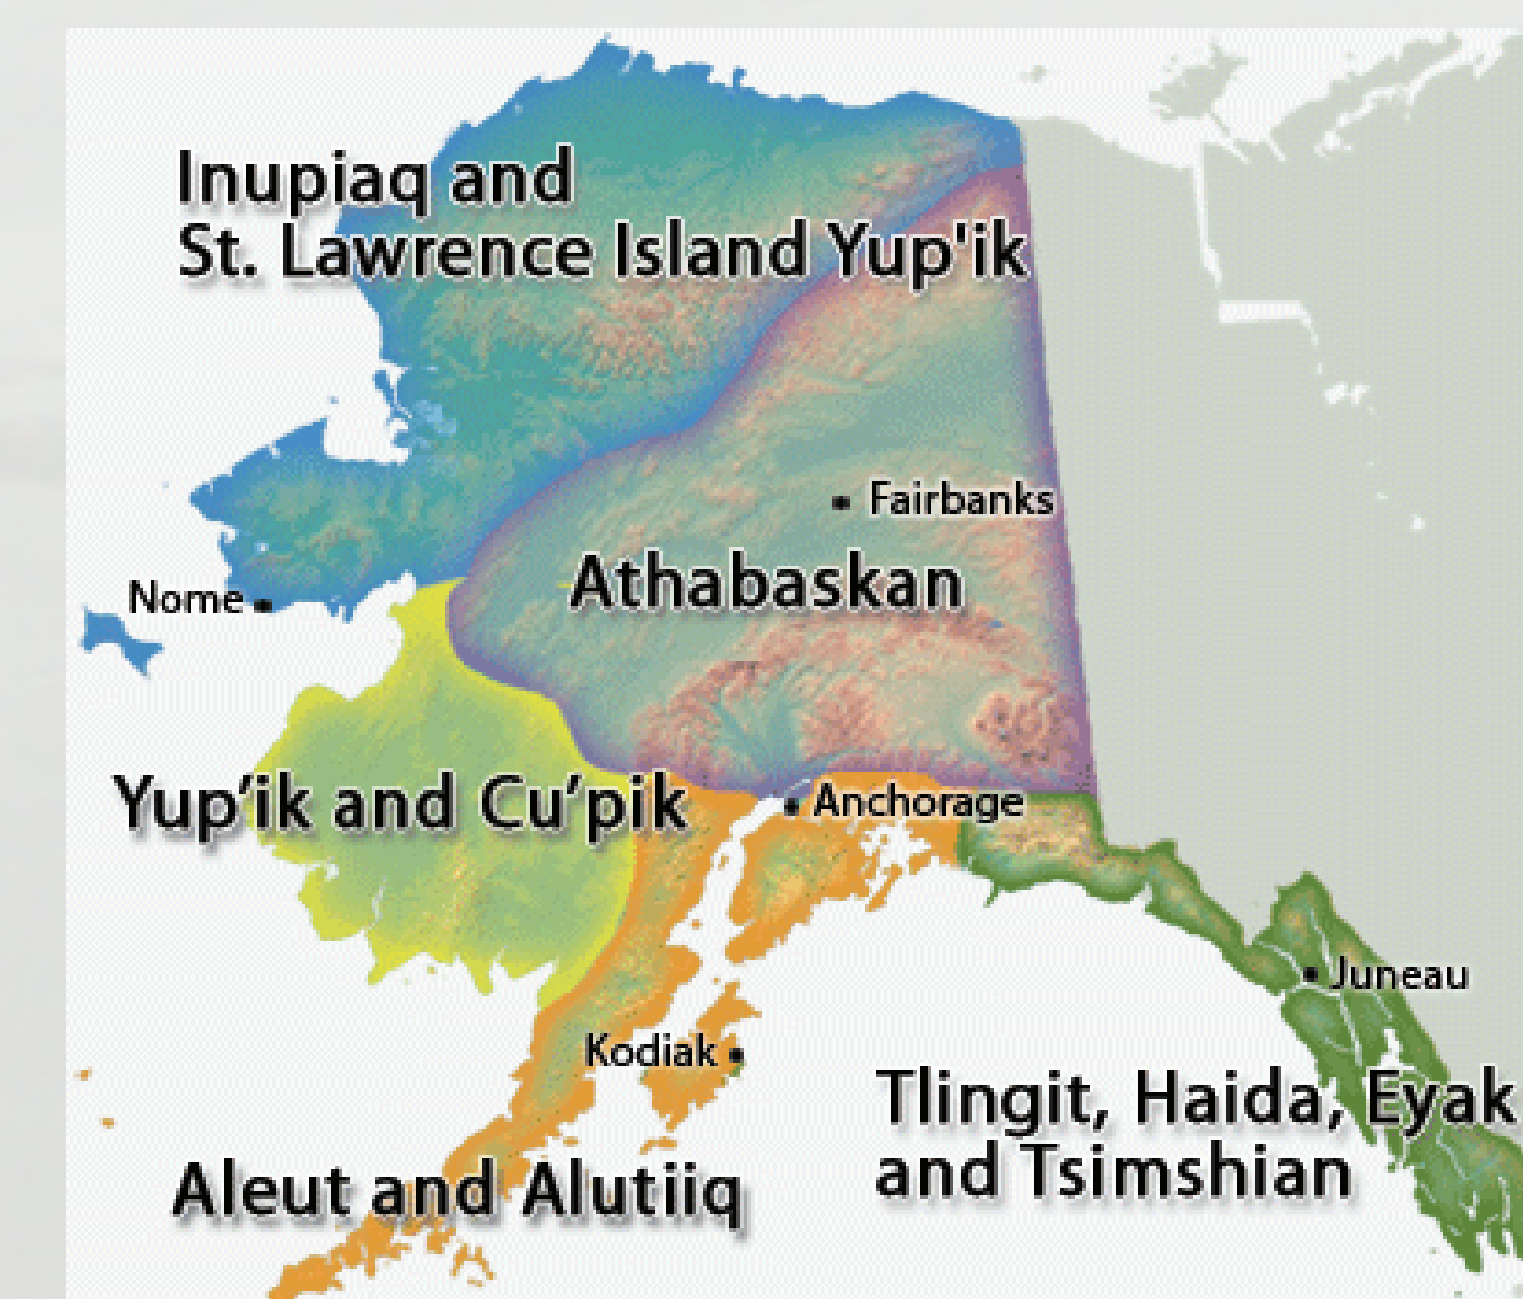 Inupiaq and
St. Lawrence Island Yup'ik
Fairbanks
Athabaskan
Nome
Yup’ik and Cu’pik
Anchorage
Juneau
Kodiak
Tlingit, Haida, Eyak
and Tsimshian
Aleut and Alutiiq